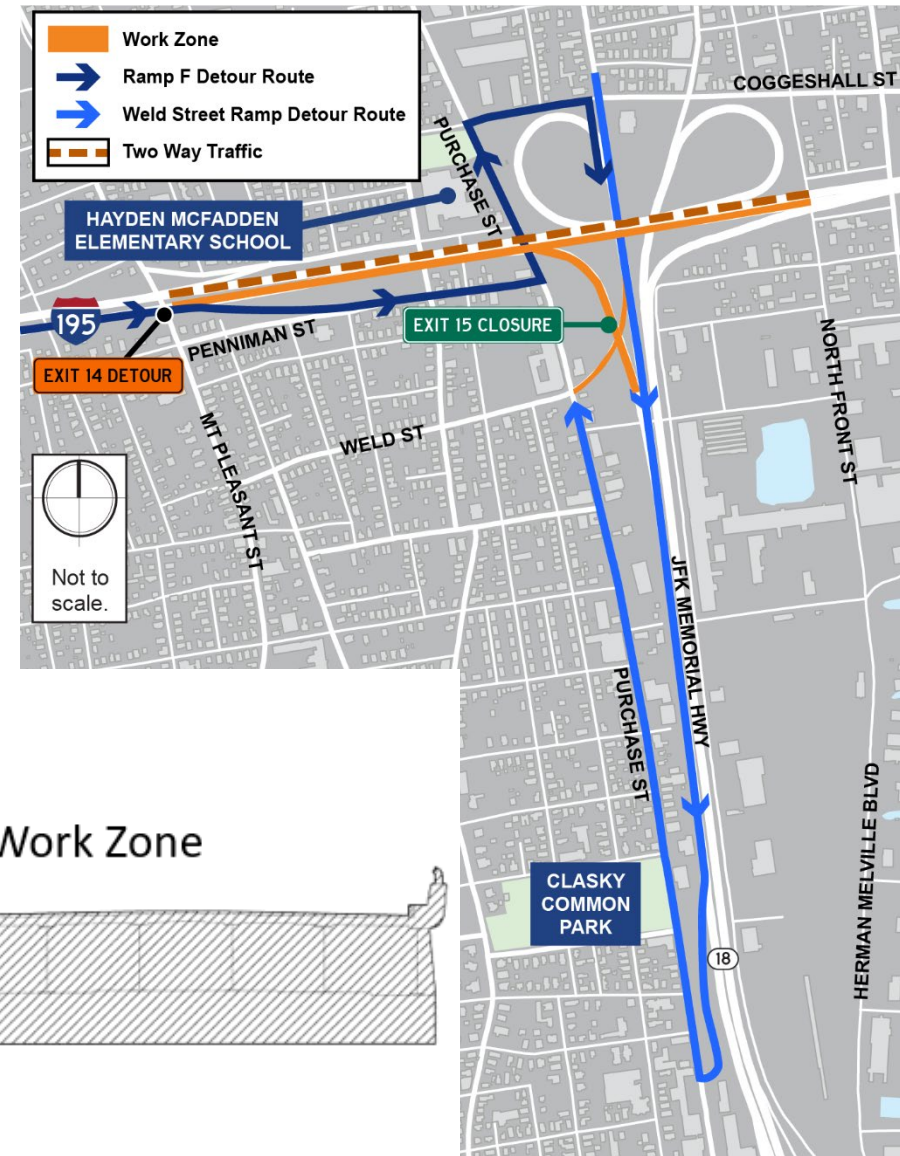 Work Zone
Ramp F Detour Route
Weld Street Ramp Detour Route
Two Way Traffic
COGGESHALL ST
PURCHASE ST
HAYDEN MCFADDEN
ELEMENTARY SCHOOL
195
EXIT 14 DETOUR
PENNIMAN ST
EXIT 15 CLOSURE
NORTH FRONT ST
MT PLEASANT ST
WELD ST
Not to
scale.
JFK MEMORIAL HWY
PURCHASE ST
HERMAN MELVILLE BLVD
Work Zone
CLASKY
COMMON
PARK
18